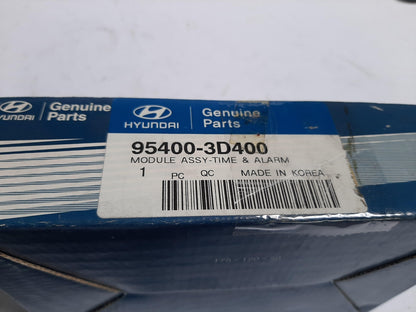 HYUNDAI
Genuine
Parts
HYUNDAI
Genuine
Parts
95400-3D400
MODULE ASSY-TIME & ALARM
1 PC QC MADE IN KOREA